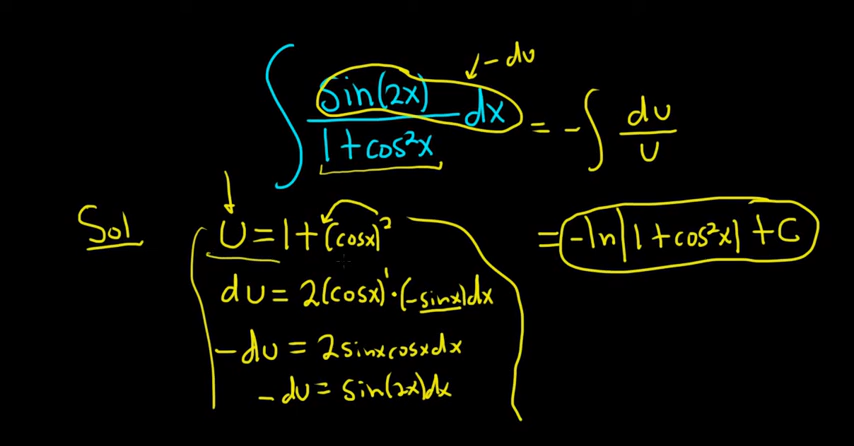 ∫ sin(2x) / (1 + cos²x) dx = -∫ du / u
-du
Sol
u = 1 + (cosx)²
= -ln|1 + cos²x| + C
du = 2(cosx)¹ · (-sinx)dx
-du = 2sinxcosxdx
-du = sin(2x)dx